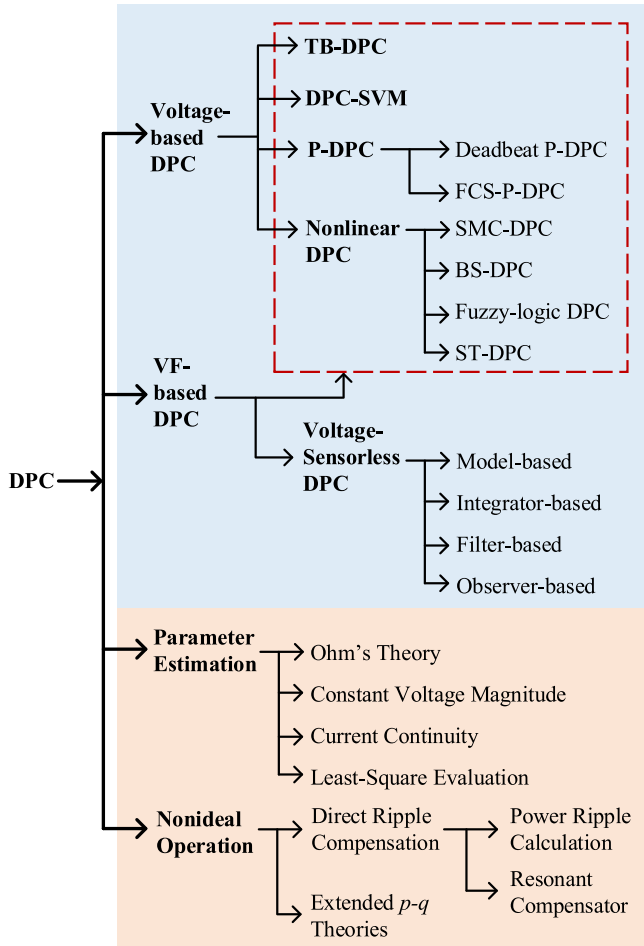 TB-DPC
DPC-SVM
Voltage-
based
DPC
P-DPC
Deadbeat P-DPC
FCS-P-DPC
Nonlinear
DPC
SMC-DPC
BS-DPC
Fuzzy-logic DPC
ST-DPC
VF-
based
DPC
Voltage-
Sensorless
DPC
Model-based
Integrator-based
Filter-based
Observer-based
DPC
Parameter
Estimation
Ohm's Theory
Constant Voltage Magnitude
Current Continuity
Least-Square Evaluation
Nonideal
Operation
Direct Ripple
Compensation
Power Ripple
Calculation
Resonant
Compensator
Extended p-q
Theories